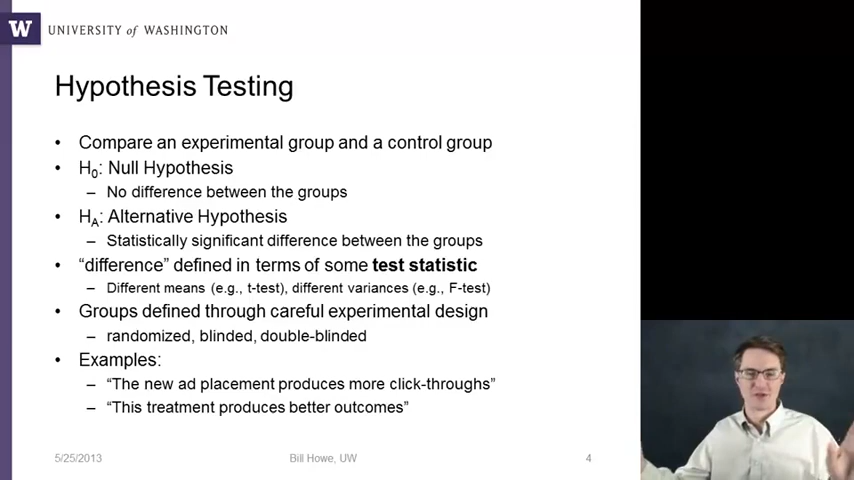 W UNIVERSITY of WASHINGTON
Hypothesis Testing
• Compare an experimental group and a control group
• H0: Null Hypothesis
– No difference between the groups
• HA: Alternative Hypothesis
– Statistically significant difference between the groups
• “difference” defined in terms of some test statistic
– Different means (e.g., t-test), different variances (e.g., F-test)
• Groups defined through careful experimental design
– randomized, blinded, double-blinded
• Examples:
– “The new ad placement produces more click-throughs”
– “This treatment produces better outcomes”
5/25/2013 Bill Howe, UW 4